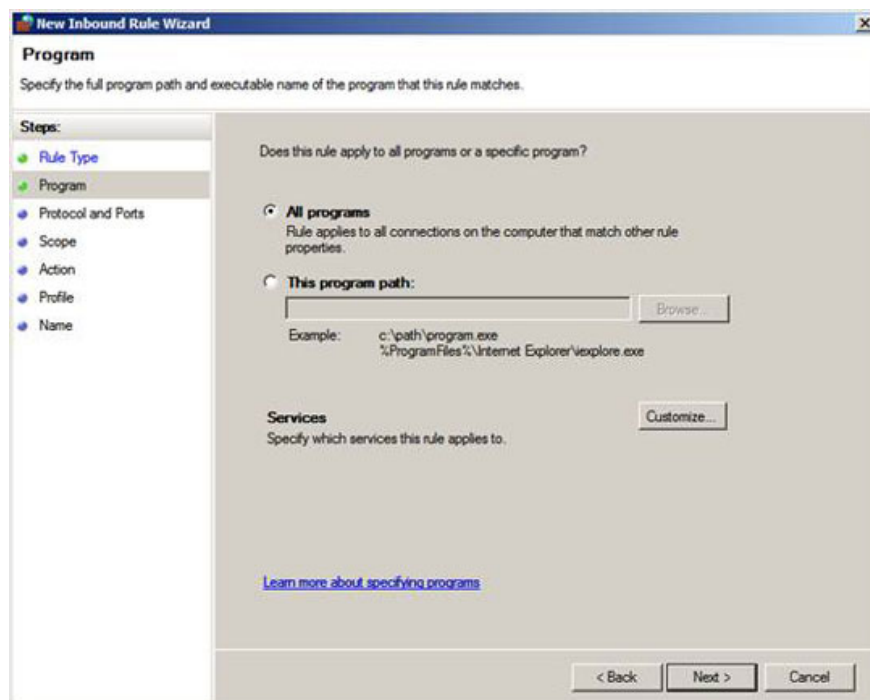 New Inbound Rule Wizard
Program
Specify the full program path and executable name of the program that this rule matches.
Steps:
Rule Type
Program
Protocol and Ports
Scope
Action
Profile
Name
Does this rule apply to all programs or a specific program?
All programs
Rule applies to all connections on the computer that match other rule
properties.
This program path:
Browse...
Example: c:\path\program.exe
%ProgramFiles%\Internet Explorer\iexplore.exe
Services
Customize...
Specify which services this rule applies to.
Learn more about specifying programs
< Back
Next >
Cancel